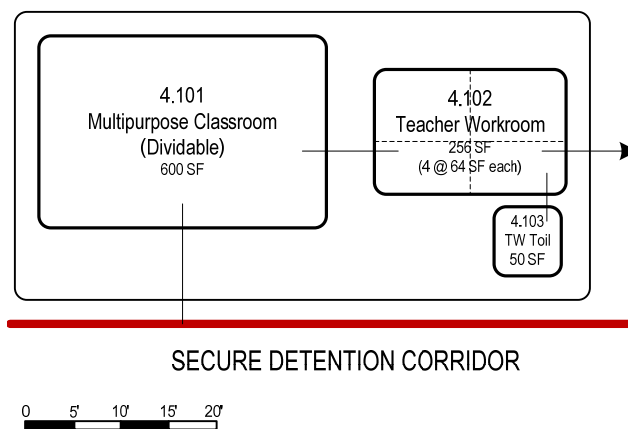 4.101
Multipurpose Classroom
(Dividable)
600 SF
4.102
Teacher Workroom
256 SF
(4 @ 64 SF each)
4.103
TW Toil
50 SF
SECURE DETENTION CORRIDOR
0 5' 10' 15' 20'